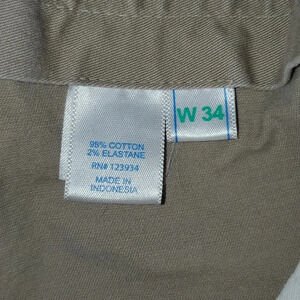 W 34
98% COTTON
2% ELASTANE
RN# 123934
MADE IN
INDONESIA